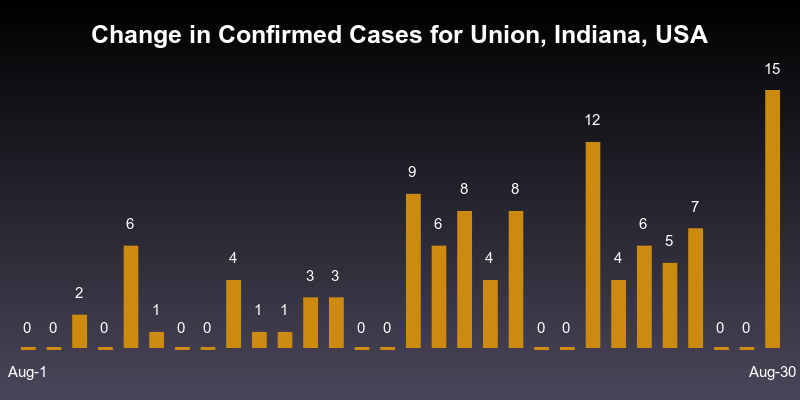 Change in Confirmed Cases for Union, Indiana, USA
0 0 2 0 6 1 0 0 4 1 1 3 3 0 0 9 6 8 4 8 0 0 12 4 6 5 7 0 0 15
Aug-1 Aug-30